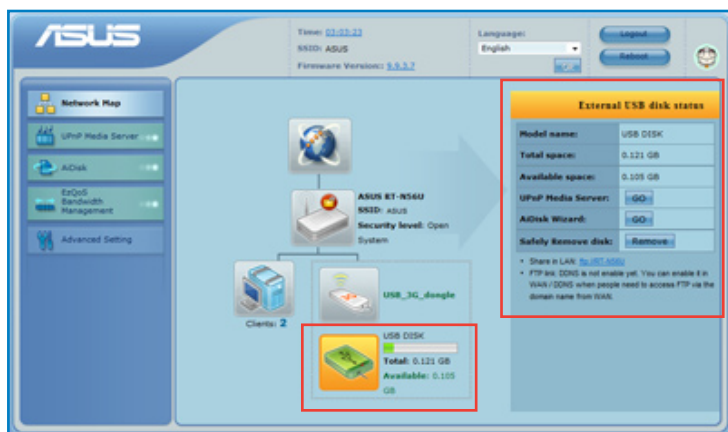 ASUS
Time: 03:03:23
SSID: ASUS
Firmware Version: 9.9.3.7
Language:
English
GO
Logout
Reboot
Network Map
UPnP Media Server
AiDisk
EzQoS
Bandwidth
Management
Advanced Setting
ASUS RT-N56U
SSID: ASUS
Security level: Open
System
Clients: 2
USB_3G_dongle
USB DISK
Total: 0.121 GB
Available: 0.105
GB
External USB disk status
Model name: USB DISK
Total space: 0.121 GB
Available space: 0.105 GB
UPnP Media Server: GO
AiDisk Wizard: GO
Safely Remove disk: Remove
• Share in LAN: ftp://RT-N56U
• FTP link: DDNS is not enable yet. You can enable it in
WAN / DDNS when people need to access FTP via the
domain name from WAN.